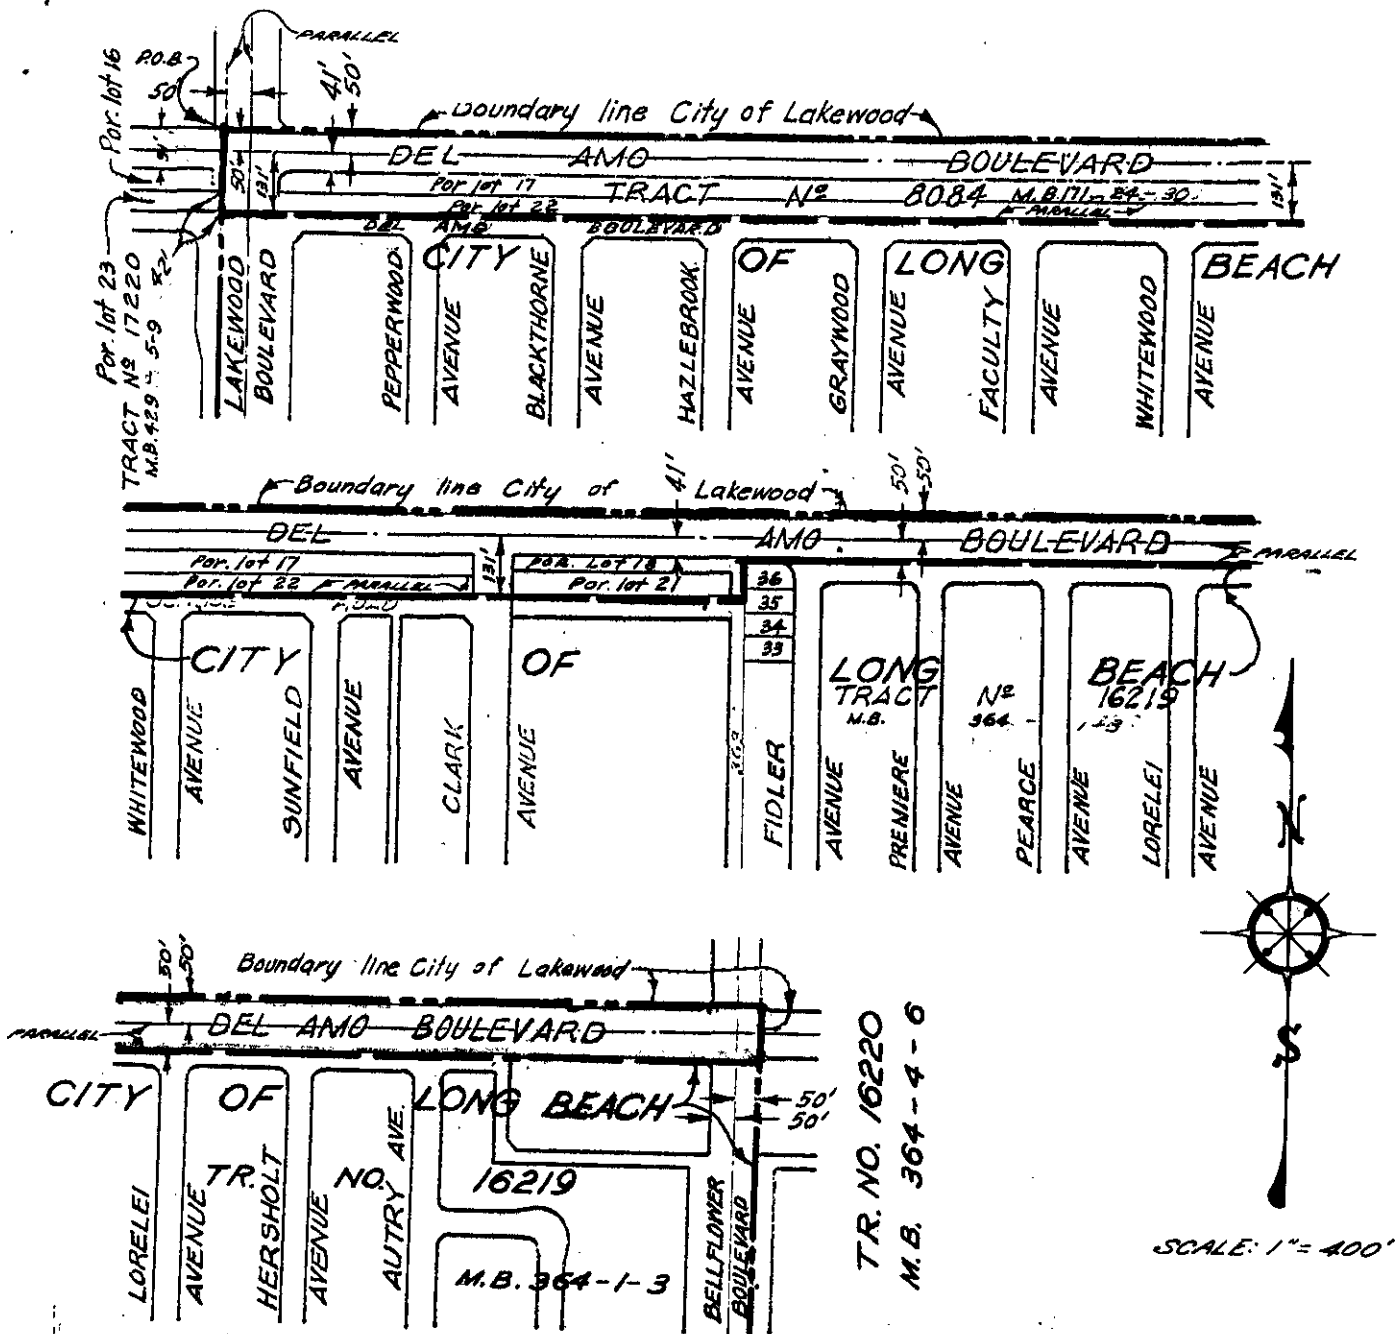 PARALLEL
P.O.B.
50'
41'
50'
Por. lot 16
Boundary line City of Lakewood
DEL AMO BOULEVARD
50'
131'
Por. lot 17 TRACT Nº 8084 M.B. 171-24-30
Por. lot 22 PARALLEL
131'
DEL AMO BOULEVARD
CITY OF LONG BEACH
Por. lot 23
TRACT Nº 17220
M.B. 429-5-9
LAKEWOOD
BOULEVARD
PEPPERWOOD
AVENUE
BLACKTHORNE
AVENUE
HAZLEBROOK
AVENUE
GRAYWOOD
AVENUE
FACULTY
AVENUE
WHITEWOOD
AVENUE
Boundary line City of Lakewood
41'
50'
50'
DEL AMO BOULEVARD
PARALLEL
Por. lot 17
131'
POR. LOT 18
Por. lot 22 PARALLEL
Por. lot 21
36
35
34
33
CITY OF LONG BEACH
TRACT Nº 16219
M.B. 364
WHITEWOOD
AVENUE
SUNFIELD
AVENUE
CLARK
AVENUE
FIDLER
AVENUE
PRENIERE
AVENUE
PEARCE
AVENUE
LORELEI
AVENUE
N
S
50'
50'
Boundary line City of Lakewood
PARALLEL
DEL AMO BOULEVARD
CITY OF LONG BEACH
50'
50'
TR. NO. 16219
M.B. 364-1-3
LORELEI
AVENUE
HERSHOLT
AVENUE
AUTRY AVE.
BELLFLOWER
BOULEVARD
TR. NO. 16220
M.B. 364-4-6
SCALE: 1"=400'